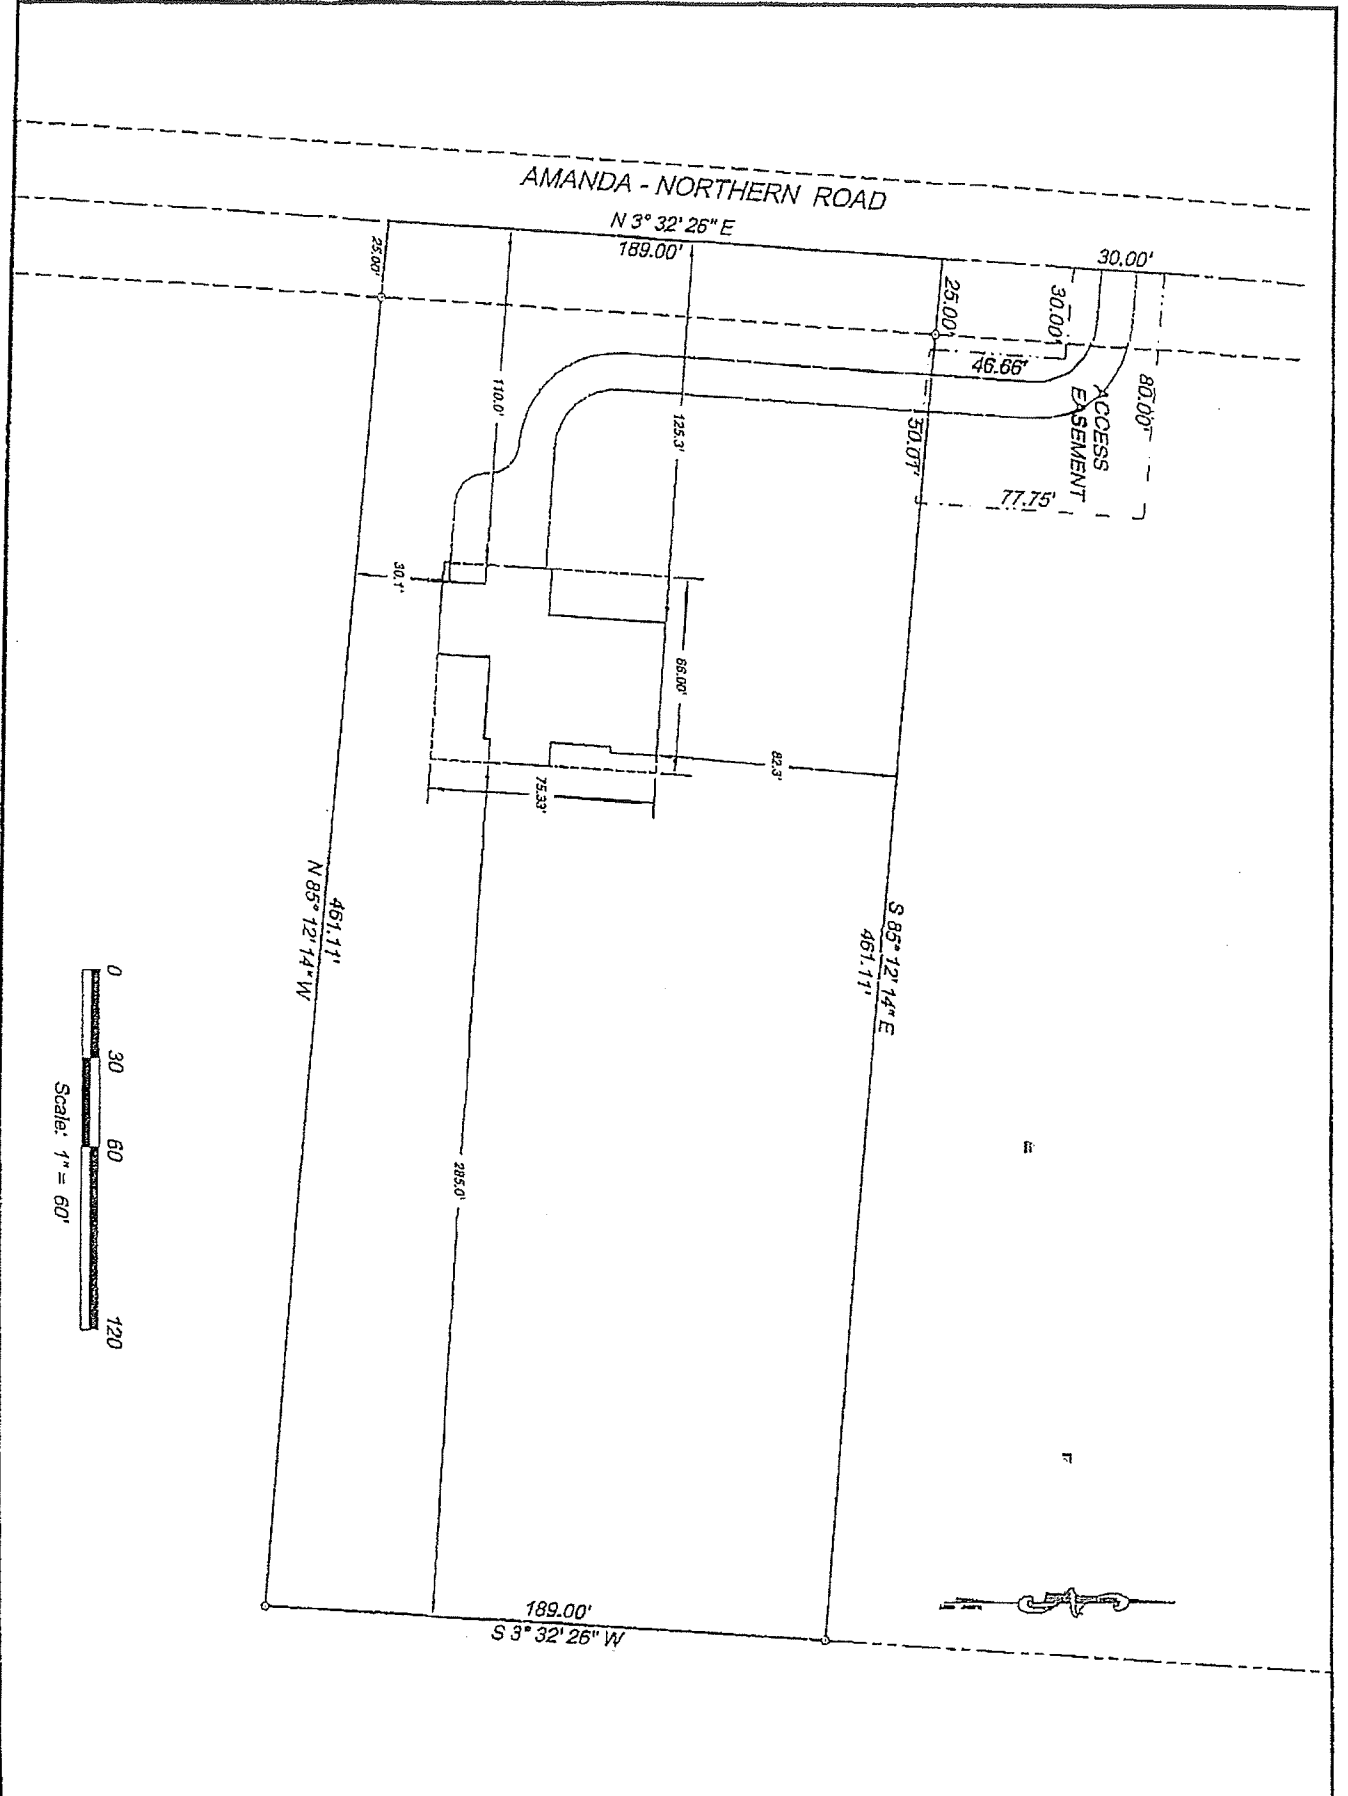 AMANDA - NORTHERN ROAD
N 3° 32' 26" E
189.00'
30.00'
25.00'
25.00'
30.00'
46.66'
80.00'
ACCESS
EASEMENT
110.0'
125.3'
50.01'
77.75'
30.1'
66.00'
82.3'
75.33'
461.11'
N 85° 12' 14" W
S 85° 12' 14" E
461.11'
0
30
60
120
Scale: 1" = 60'
285.0'
189.00'
S 3° 32' 26" W